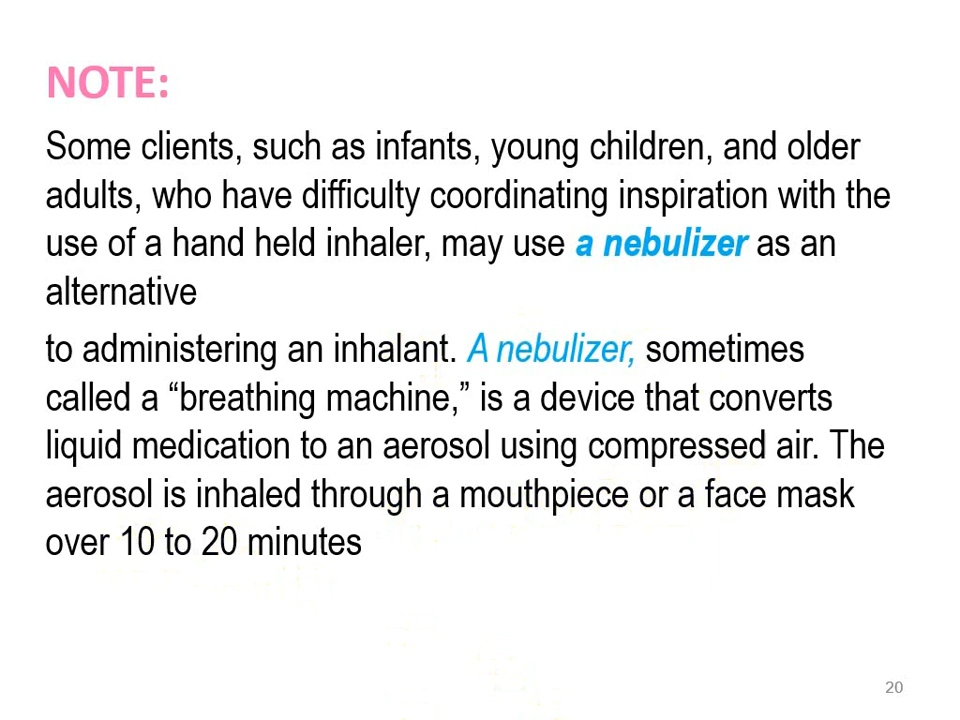 NOTE:
Some clients, such as infants, young children, and older
adults, who have difficulty coordinating inspiration with the
use of a hand held inhaler, may use a nebulizer as an
alternative
to administering an inhalant. A nebulizer, sometimes
called a “breathing machine,” is a device that converts
liquid medication to an aerosol using compressed air. The
aerosol is inhaled through a mouthpiece or a face mask
over 10 to 20 minutes
20